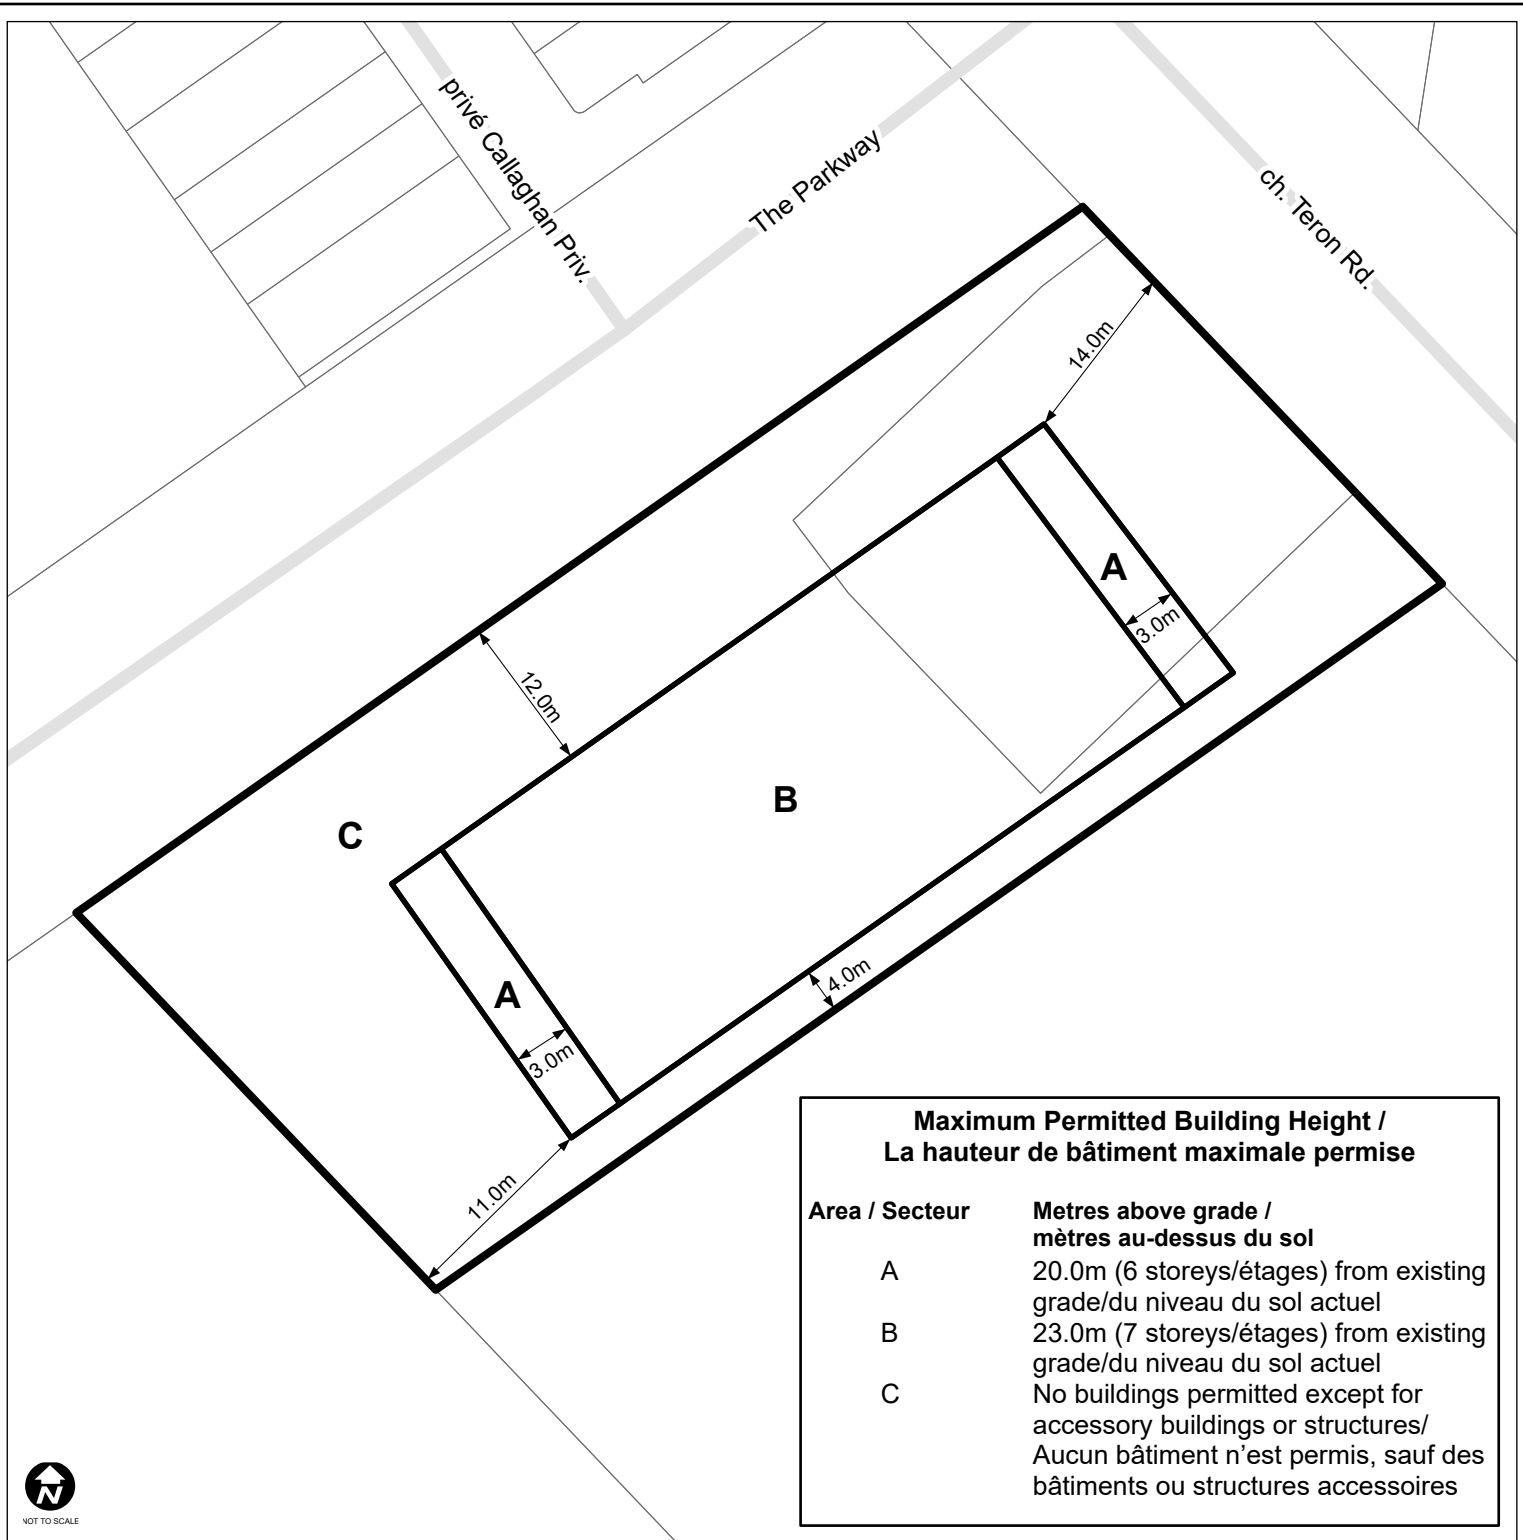 privé Callaghan Priv.
The Parkway
ch. Teron Rd.
14.0m
A
3.0m
12.0m
B
C
4.0m
A
3.0m
11.0m
Maximum Permitted Building Height /
La hauteur de bâtiment maximale permise
Area / Secteur
Metres above grade /
mètres au-dessus du sol
A
20.0m (6 storeys/étages) from existing
grade/du niveau du sol actuel
B
23.0m (7 storeys/étages) from existing
grade/du niveau du sol actuel
C
No buildings permitted except for
accessory buildings or structures/
Aucun bâtiment n’est permis, sauf des
bâtiments ou structures accessoires
N
NOT TO SCALE